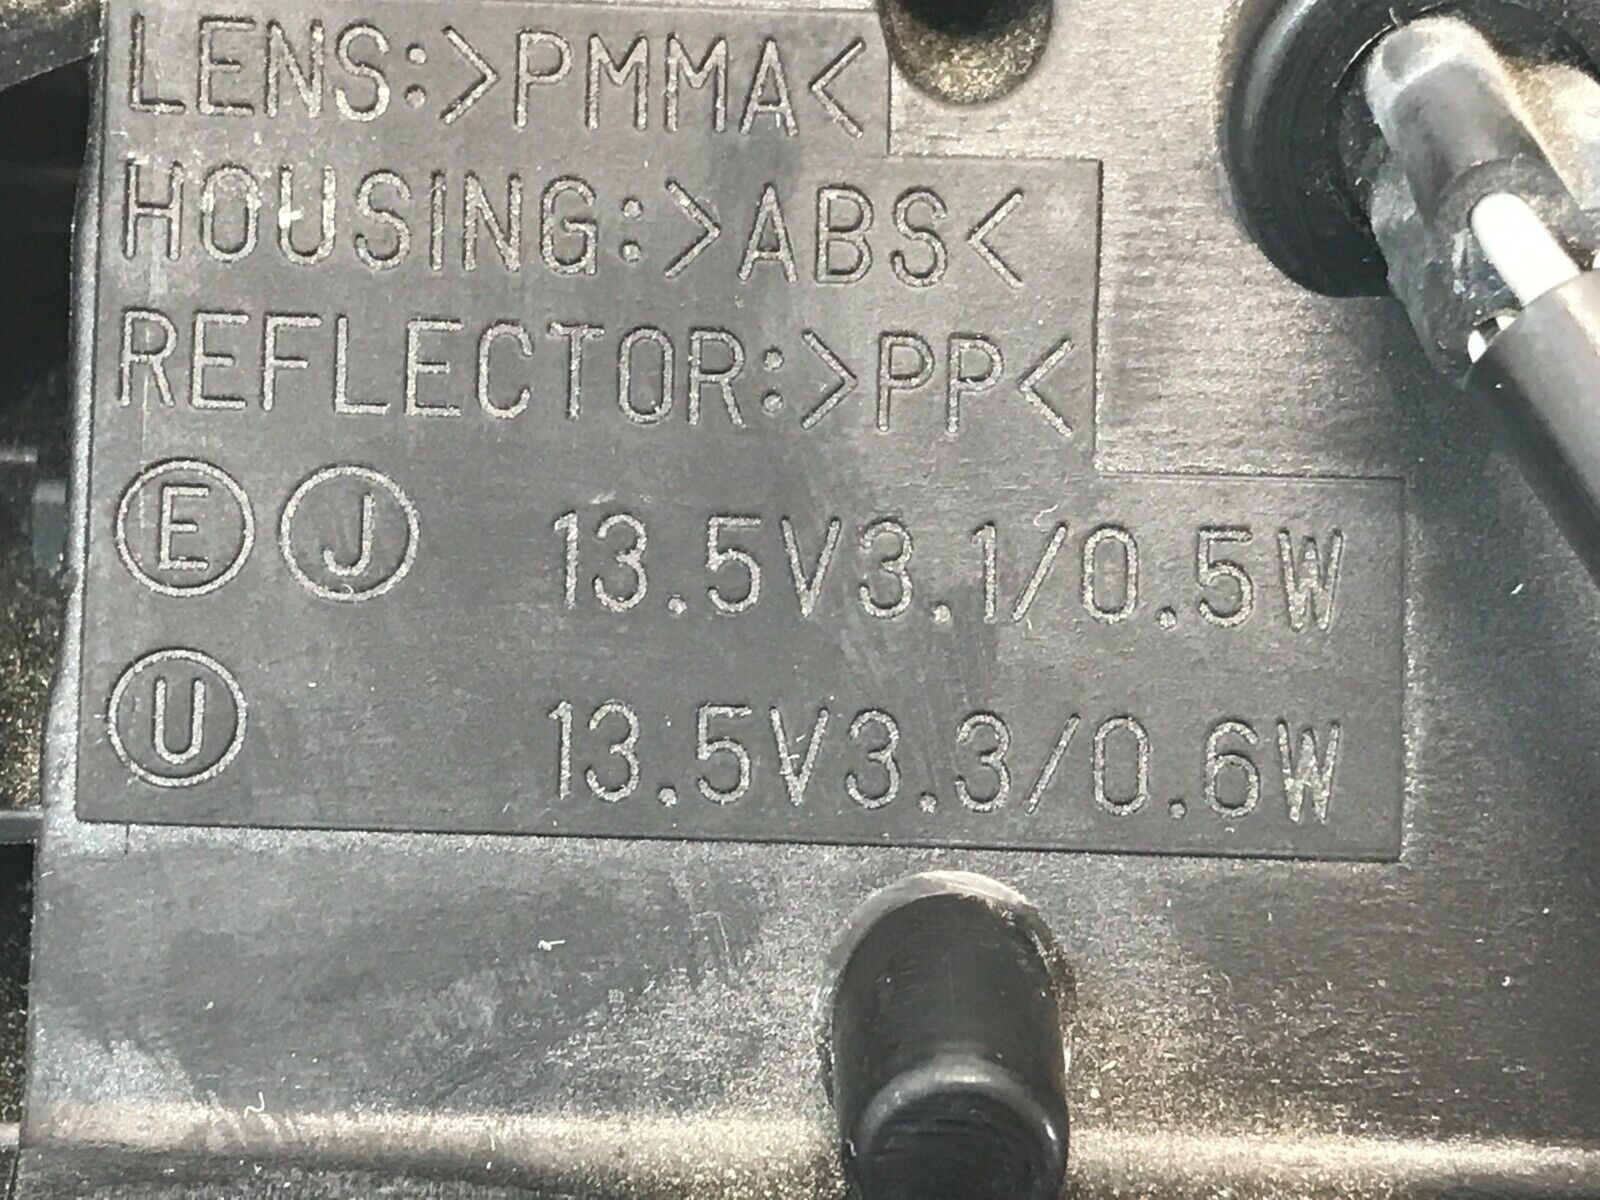 LENS:>PMMA<
HOUSING:>ABS<
REFLECTOR:>PP<
E J 13.5V3.1/0.5W
U 13.5V3.3/0.6W